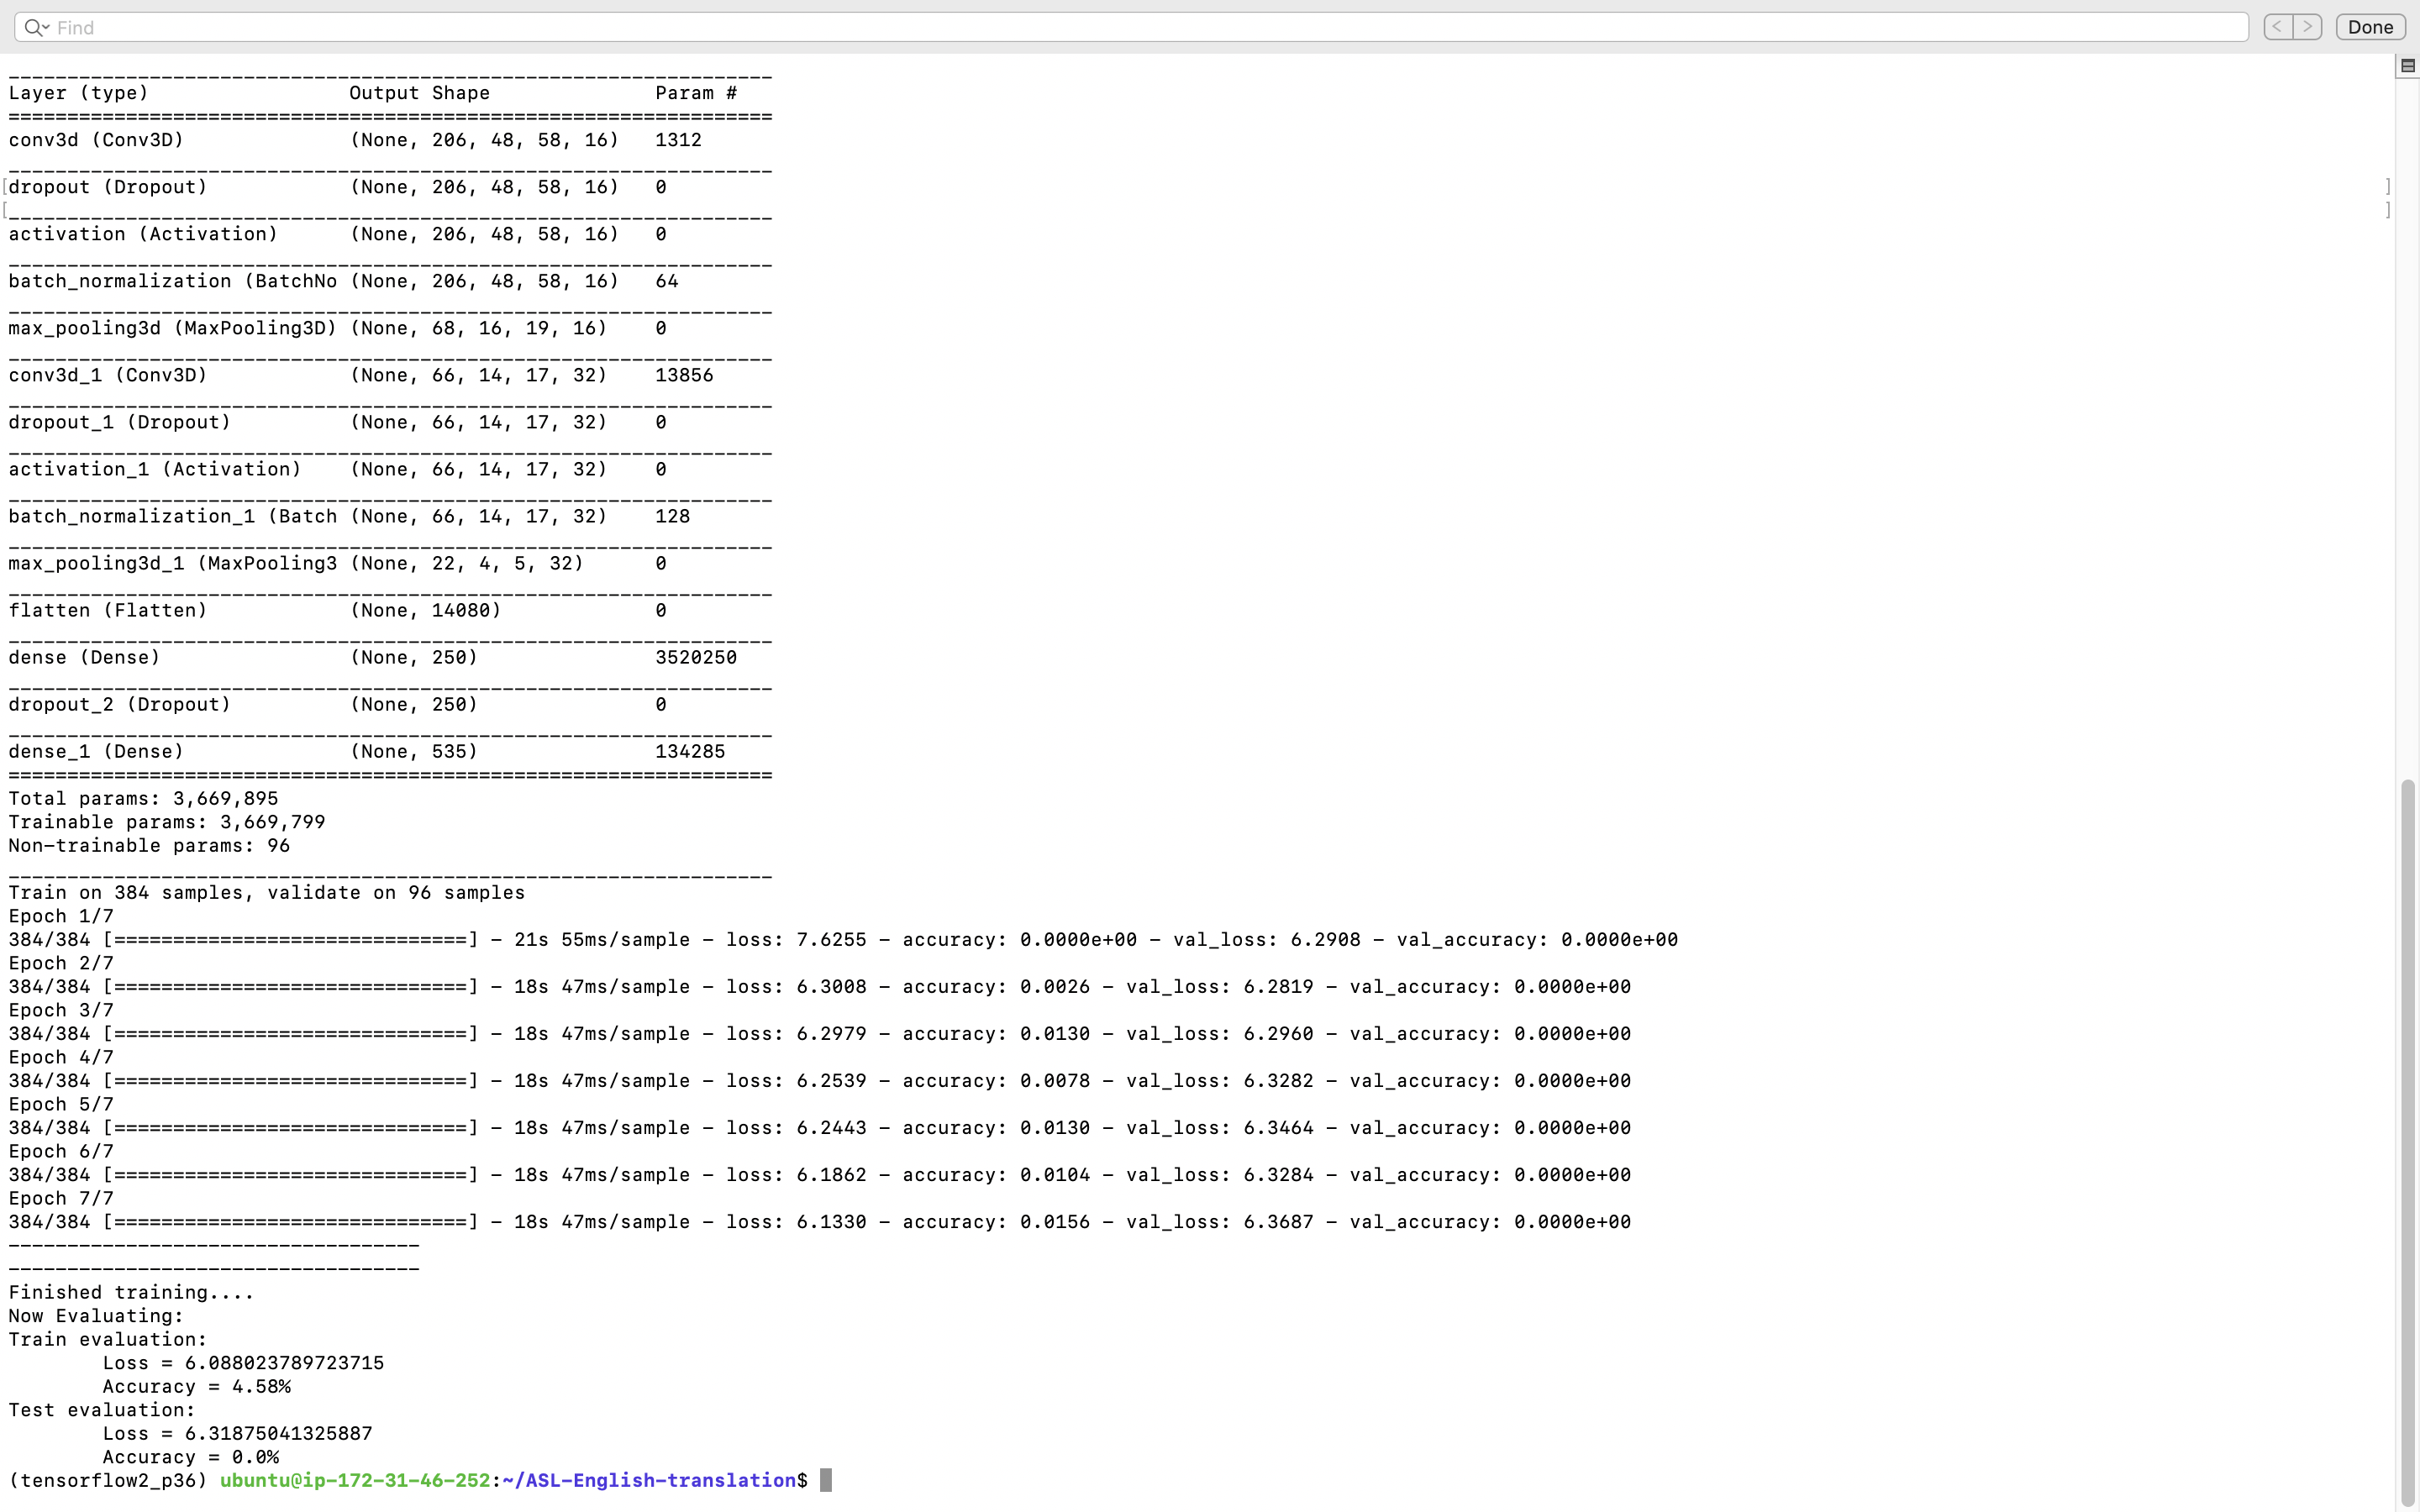 Find
Done
_________________________________________________________________
Layer (type)                 Output Shape              Param #
=================================================================
conv3d (Conv3D)              (None, 206, 48, 58, 16)   1312
_________________________________________________________________
[dropout (Dropout)            (None, 206, 48, 58, 16)   0 ]
[_________________________________________________________________ ]
activation (Activation)      (None, 206, 48, 58, 16)   0
_________________________________________________________________
batch_normalization (BatchNo (None, 206, 48, 58, 16)   64
_________________________________________________________________
max_pooling3d (MaxPooling3D) (None, 68, 16, 19, 16)    0
_________________________________________________________________
conv3d_1 (Conv3D)            (None, 66, 14, 17, 32)    13856
_________________________________________________________________
dropout_1 (Dropout)          (None, 66, 14, 17, 32)    0
_________________________________________________________________
activation_1 (Activation)    (None, 66, 14, 17, 32)    0
_________________________________________________________________
batch_normalization_1 (Batch (None, 66, 14, 17, 32)    128
_________________________________________________________________
max_pooling3d_1 (MaxPooling3 (None, 22, 4, 5, 32)      0
_________________________________________________________________
flatten (Flatten)            (None, 14080)             0
_________________________________________________________________
dense (Dense)                (None, 250)               3520250
_________________________________________________________________
dropout_2 (Dropout)          (None, 250)               0
_________________________________________________________________
dense_1 (Dense)              (None, 535)               134285
=================================================================
Total params: 3,669,895
Trainable params: 3,669,799
Non-trainable params: 96
_________________________________________________________________
Train on 384 samples, validate on 96 samples
Epoch 1/7
384/384 [==============================] - 21s 55ms/sample - loss: 7.6255 - accuracy: 0.0000e+00 - val_loss: 6.2908 - val_accuracy: 0.0000e+00
Epoch 2/7
384/384 [==============================] - 18s 47ms/sample - loss: 6.3008 - accuracy: 0.0026 - val_loss: 6.2819 - val_accuracy: 0.0000e+00
Epoch 3/7
384/384 [==============================] - 18s 47ms/sample - loss: 6.2979 - accuracy: 0.0130 - val_loss: 6.2960 - val_accuracy: 0.0000e+00
Epoch 4/7
384/384 [==============================] - 18s 47ms/sample - loss: 6.2539 - accuracy: 0.0078 - val_loss: 6.3282 - val_accuracy: 0.0000e+00
Epoch 5/7
384/384 [==============================] - 18s 47ms/sample - loss: 6.2443 - accuracy: 0.0130 - val_loss: 6.3464 - val_accuracy: 0.0000e+00
Epoch 6/7
384/384 [==============================] - 18s 47ms/sample - loss: 6.1862 - accuracy: 0.0104 - val_loss: 6.3284 - val_accuracy: 0.0000e+00
Epoch 7/7
384/384 [==============================] - 18s 47ms/sample - loss: 6.1330 - accuracy: 0.0156 - val_loss: 6.3687 - val_accuracy: 0.0000e+00
-----------------------------------
-----------------------------------
Finished training....
Now Evaluating:
Train evaluation:
        Loss = 6.088023789723715
        Accuracy = 4.58%
Test evaluation:
        Loss = 6.31875041325887
        Accuracy = 0.0%
(tensorflow2_p36) ubuntu@ip-172-31-46-252:~/ASL-English-translation$